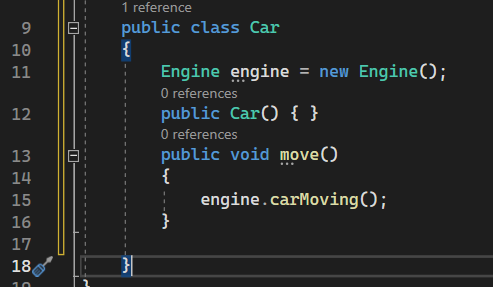 1 reference
9 public class Car
10 {
11 Engine engine = new Engine();
0 references
12 public Car() { }
0 references
13 public void move()
14 {
15 engine.carMoving();
16 }
17
18 }
19 }